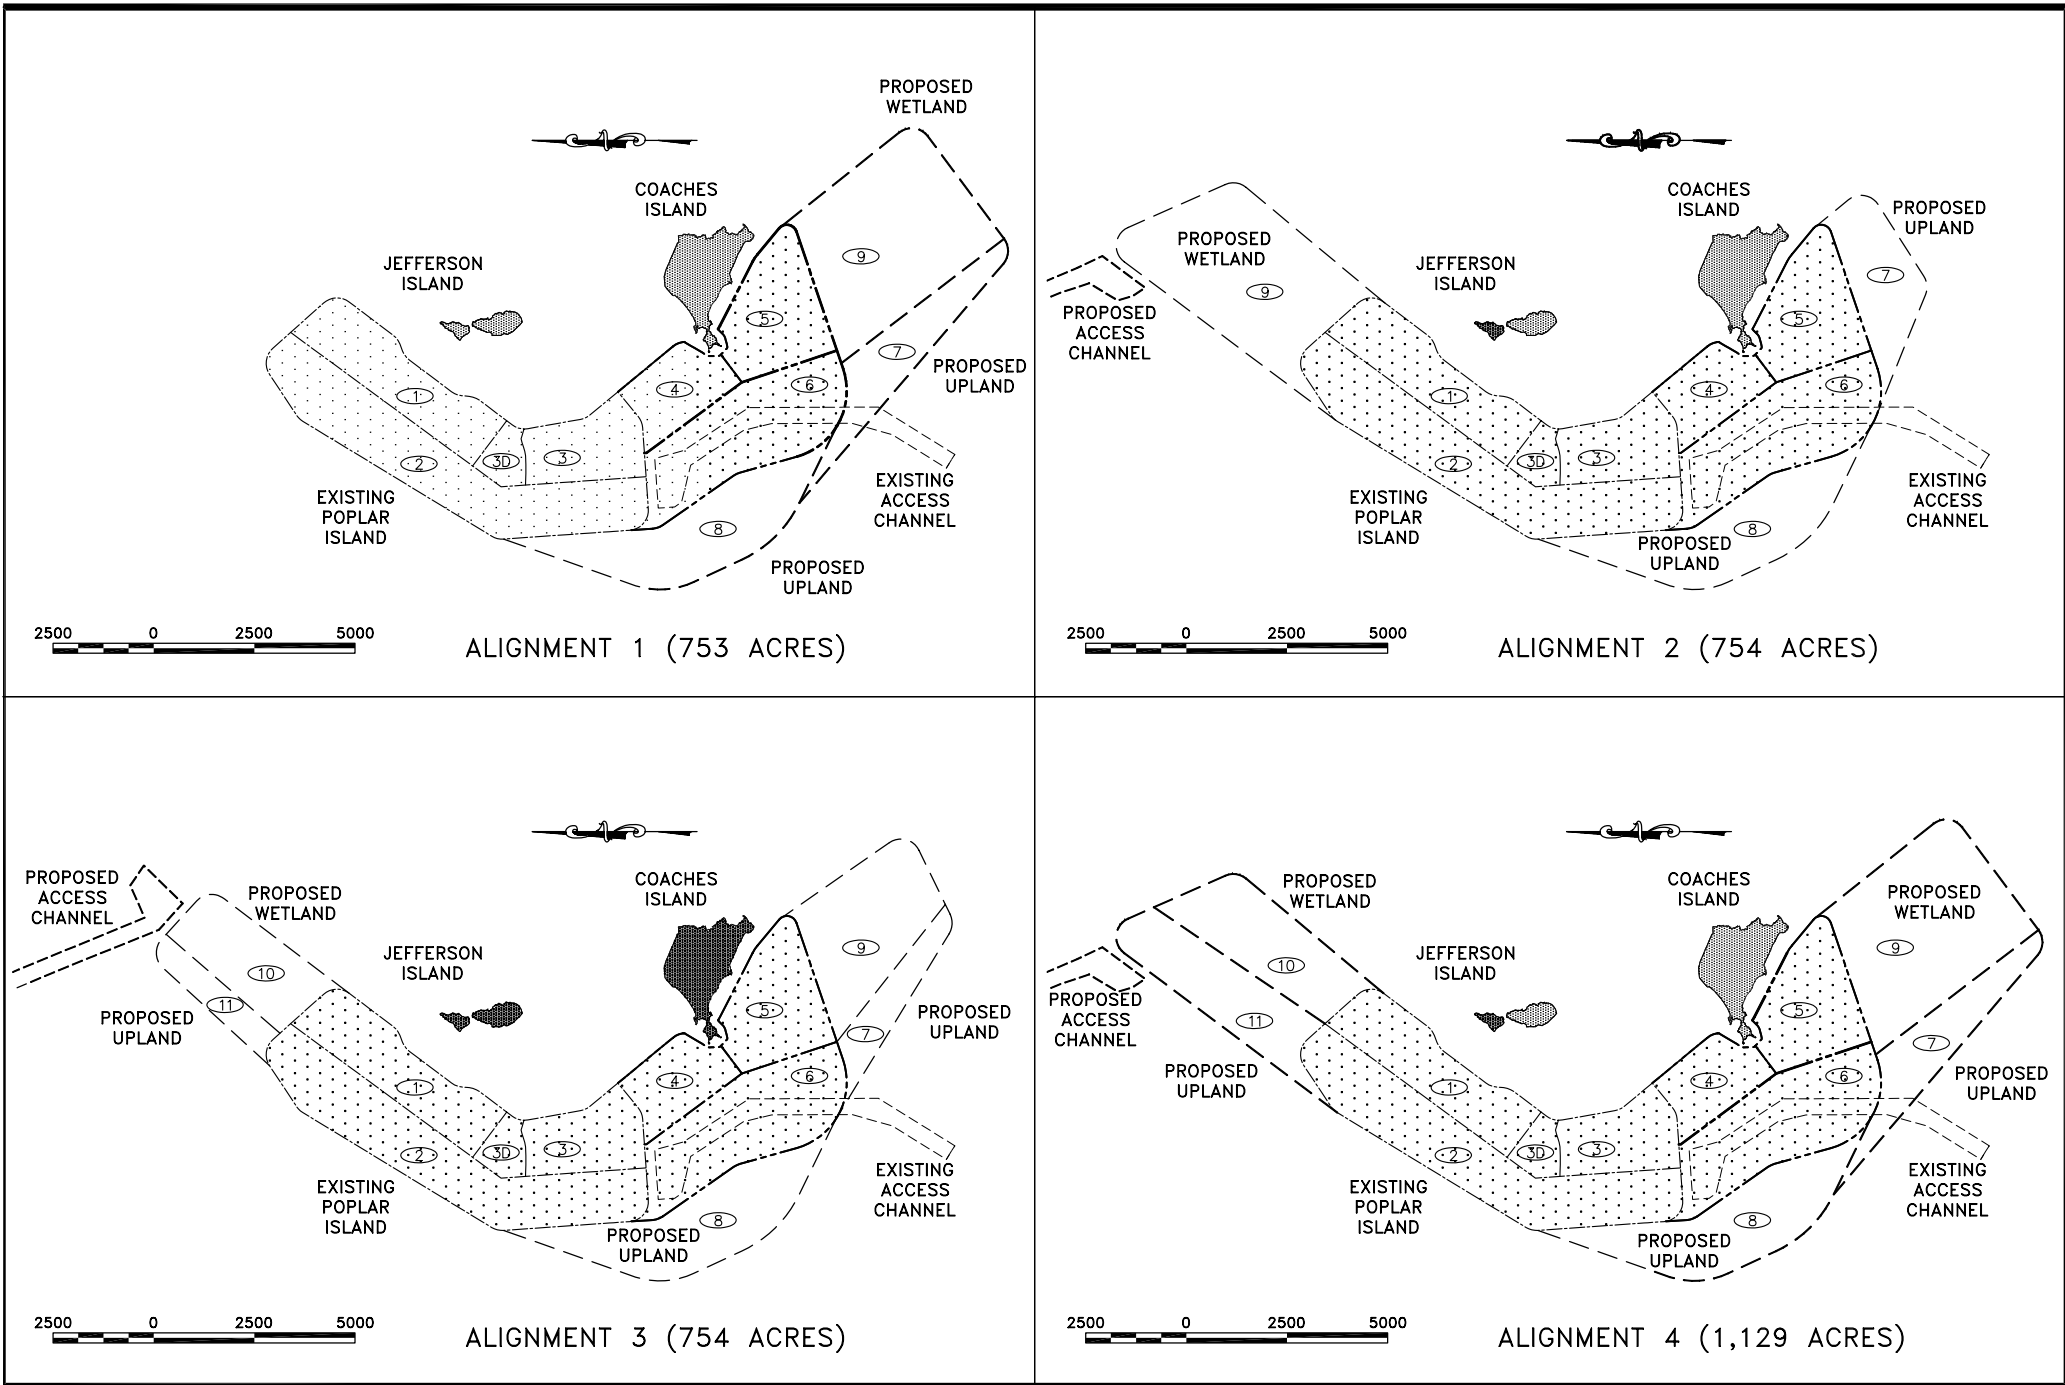 PROPOSED
WETLAND
COACHES
ISLAND
JEFFERSON
ISLAND
9
5
7
PROPOSED
UPLAND
4
6
1
2
3D
3
EXISTING
POPLAR
ISLAND
EXISTING
ACCESS
CHANNEL
8
PROPOSED
UPLAND
2500 0 2500 5000
ALIGNMENT 1 (753 ACRES)
COACHES
ISLAND
PROPOSED
UPLAND
PROPOSED
WETLAND
JEFFERSON
ISLAND
7
9
PROPOSED
ACCESS
CHANNEL
5
6
4
1
2
3D
3
EXISTING
POPLAR
ISLAND
EXISTING
ACCESS
CHANNEL
8
PROPOSED
UPLAND
2500 0 2500 5000
ALIGNMENT 2 (754 ACRES)
PROPOSED
ACCESS
CHANNEL
PROPOSED
WETLAND
COACHES
ISLAND
JEFFERSON
ISLAND
9
10
11
PROPOSED
UPLAND
5
PROPOSED
UPLAND
7
4
6
1
2
3D
3
EXISTING
POPLAR
ISLAND
EXISTING
ACCESS
CHANNEL
8
PROPOSED
UPLAND
2500 0 2500 5000
ALIGNMENT 3 (754 ACRES)
PROPOSED
WETLAND
COACHES
ISLAND
PROPOSED
WETLAND
JEFFERSON
ISLAND
9
10
PROPOSED
ACCESS
CHANNEL
11
5
7
PROPOSED
UPLAND
PROPOSED
UPLAND
4
6
1
2
3D
3
EXISTING
POPLAR
ISLAND
EXISTING
ACCESS
CHANNEL
8
PROPOSED
UPLAND
2500 0 2500 5000
ALIGNMENT 4 (1,129 ACRES)